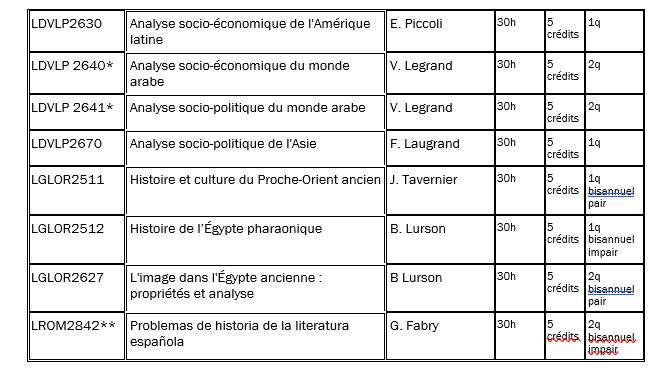 LDVLP2630 Analyse socio-économique de l'Amérique latine E. Piccoli 30h 5 crédits 1q
LDVLP 2640* Analyse socio-économique du monde arabe V. Legrand 30h 5 crédits 2q
LDVLP 2641* Analyse socio-politique du monde arabe V. Legrand 30h 5 crédits 2q
LDVLP2670 Analyse socio-politique de l'Asie F. Laugrand 30h 5 crédits 1q
LGLOR2511 Histoire et culture du Proche-Orient ancien J. Tavernier 30h 5 crédits 1q bisannuel pair
LGLOR2512 Histoire de l’Égypte pharaonique B. Lurson 30h 5 crédits 1q bisannuel impair
LGLOR2627 L'image dans l'Égypte ancienne : propriétés et analyse B Lurson 30h 5 crédits 2q bisannuel pair
LROM2842** Problemas de historia de la literatura española G. Fabry 30h 5 crédits 2q bisannuel impair